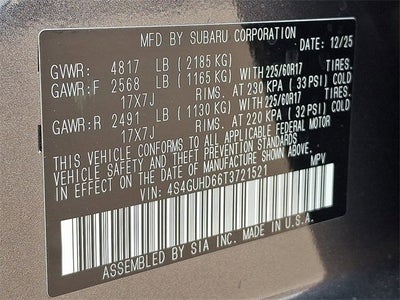 MFD BY SUBARU CORPORATION 12/25
GVWR: 4817 LB (2185 KG)
GAWR:F 2568 LB (1165 KG) WITH 225/60R17 TIRES.
17X7J RIMS. AT 230 KPA (33 PSI) COLD
GAWR:R 2491 LB (1130 KG) WITH 225/60R17 TIRES.
17X7J RIMS. AT 220 KPA (32 PSI) COLD
THIS VEHICLE CONFORMS TO ALL APPLICABLE FEDERAL MOTOR
VEHICLE SAFETY AND THEFT PREVENTION STANDARDS
IN EFFECT ON THE DATE OF MANUFACTURE SHOWN ABOVE.
VIN: 4S4GUHD66T3721521 MPV
ASSEMBLED BY SIA INC. MADE IN U.S.A.